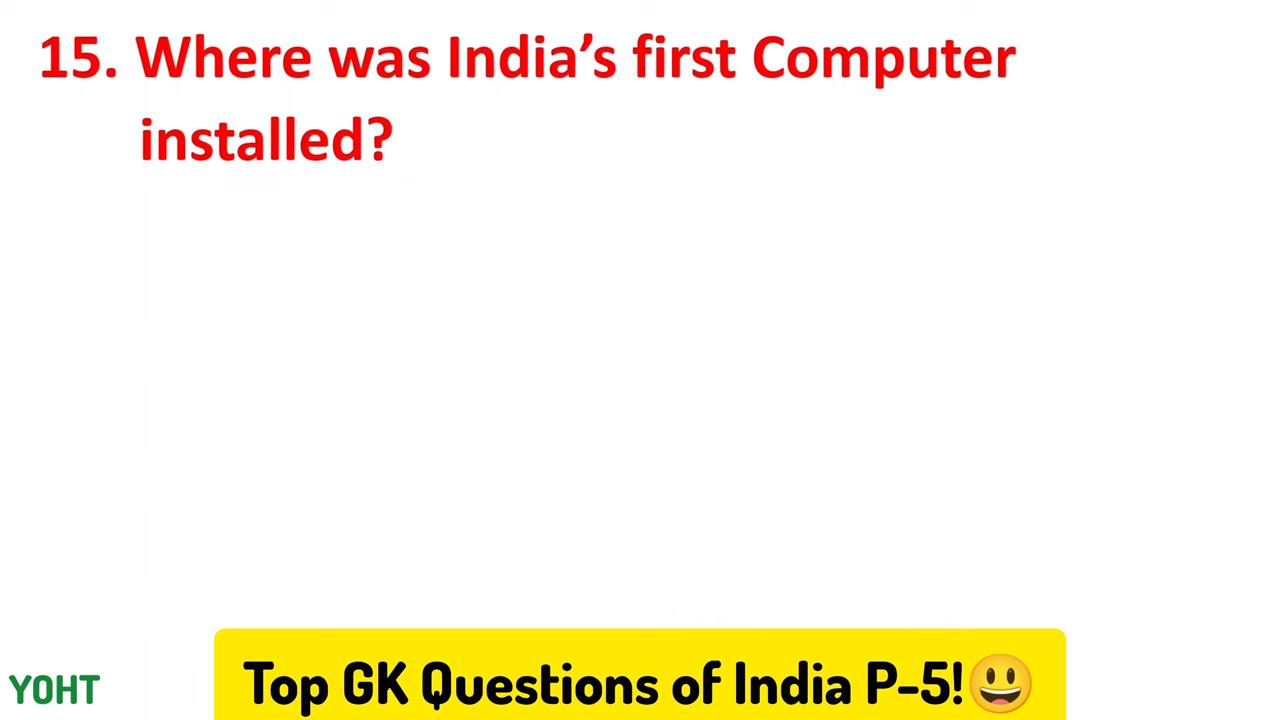 15. Where was India’s first Computer
installed?
Top GK Questions of India P-5!😃
YOHT